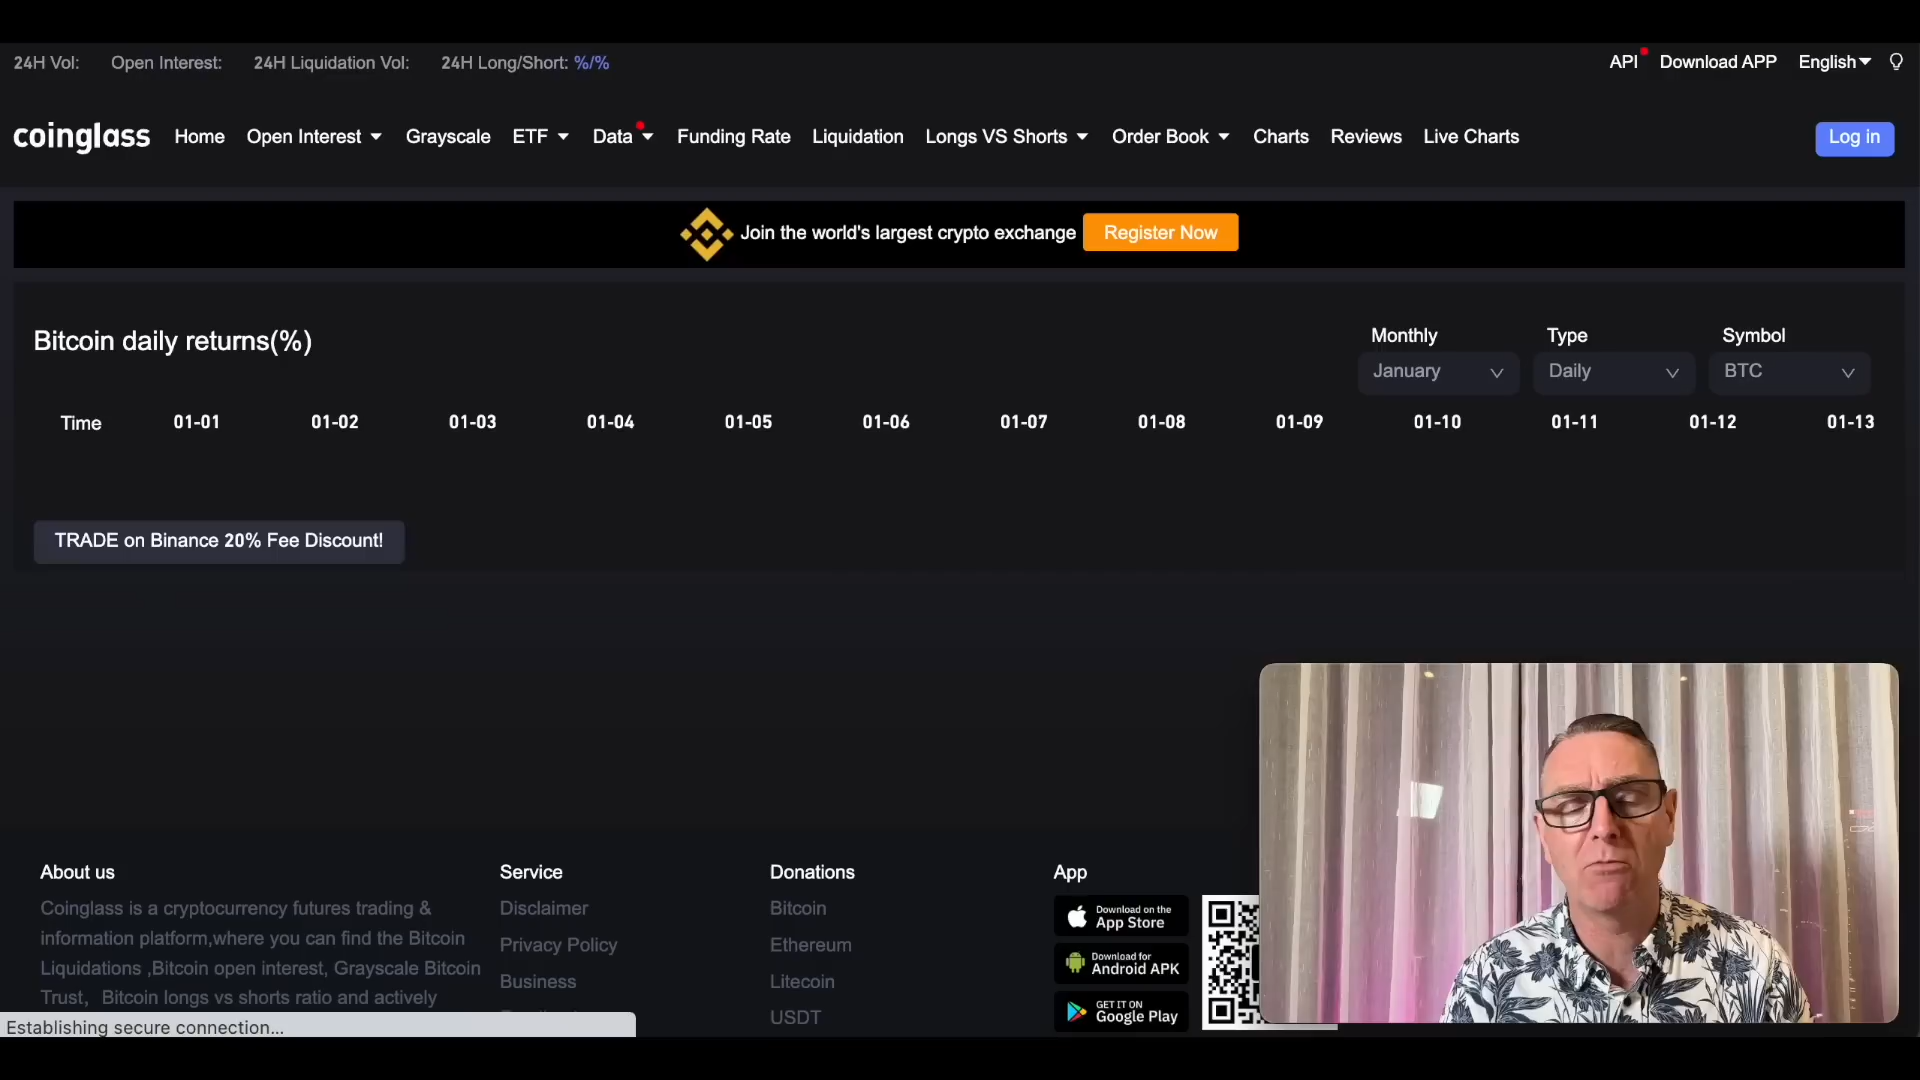 24H Vol: Open Interest: 24H Liquidation Vol: 24H Long/Short: %/% API Download APP English
coinglass Home Open Interest Grayscale ETF Data Funding Rate Liquidation Longs VS Shorts Order Book Charts Reviews Live Charts Log in
Join the world's largest crypto exchange Register Now
Bitcoin daily returns(%)
Monthly Type Symbol
January Daily BTC
Time 01-01 01-02 01-03 01-04 01-05 01-06 01-07 01-08 01-09 01-10 01-11 01-12 01-13
TRADE on Binance 20% Fee Discount!
About us
Coinglass is a cryptocurrency futures trading &
information platform,where you can find the Bitcoin
Liquidations ,Bitcoin open interest, Grayscale Bitcoin
Trust, Bitcoin longs vs shorts ratio and actively
Service
Disclaimer
Privacy Policy
Business
Donations
Bitcoin
Ethereum
Litecoin
USDT
App
Download on the
App Store
Download for
Android APK
GET IT ON
Google Play
Establishing secure connection...